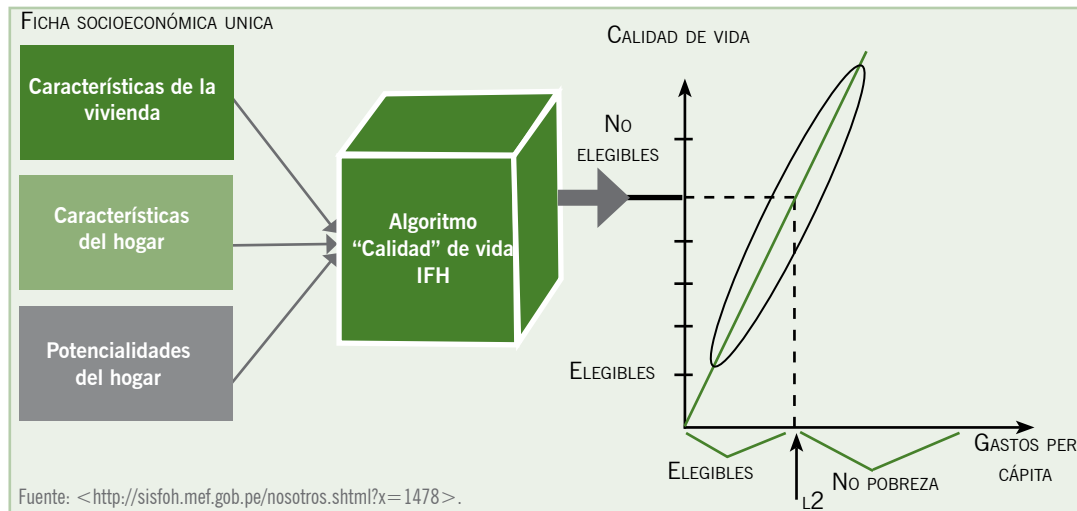 FICHA SOCIOECONÓMICA UNICA
Características de la
vivienda
Características
del hogar
Potencialidades
del hogar
Algoritmo
“Calidad” de vida
IFH
CALIDAD DE VIDA
NO
ELEGIBLES
ELEGIBLES
GASTOS PER
CÁPITA
ELEGIBLES
NO POBREZA
L2
Fuente: <http://sisfoh.mef.gob.pe/nosotros.shtml?x=1478>.